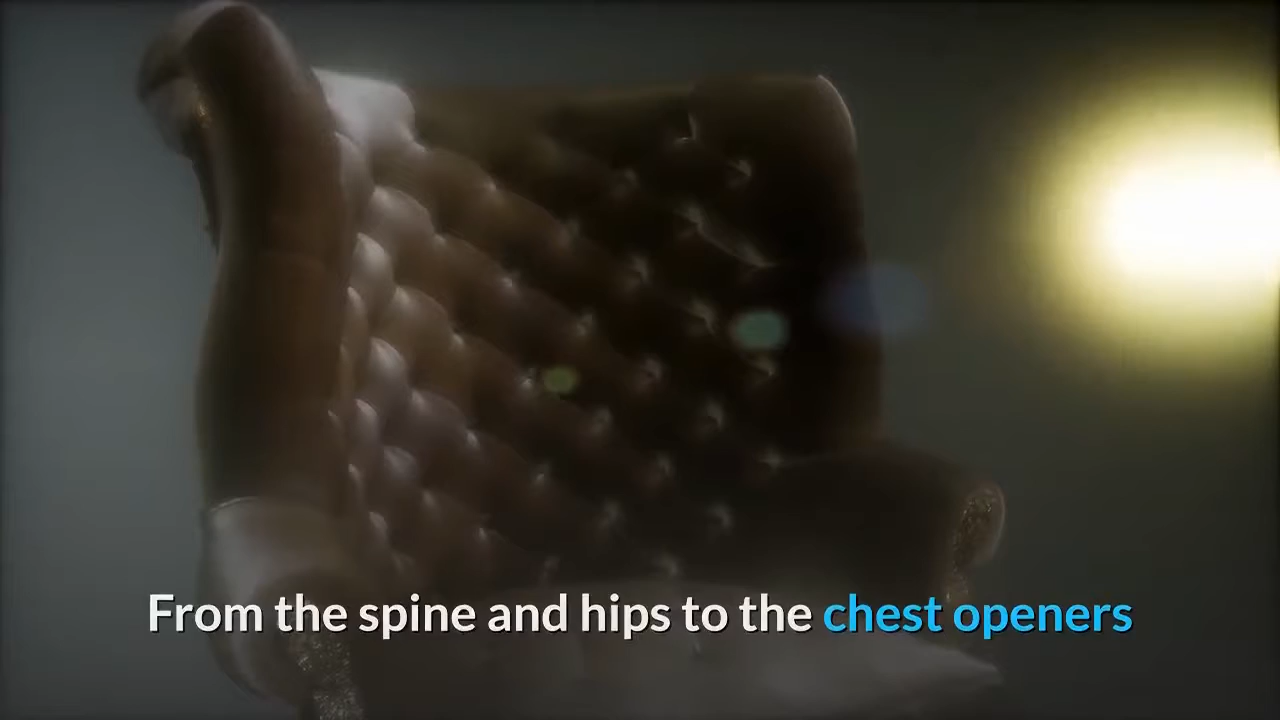 From the spine and hips to the chest openers